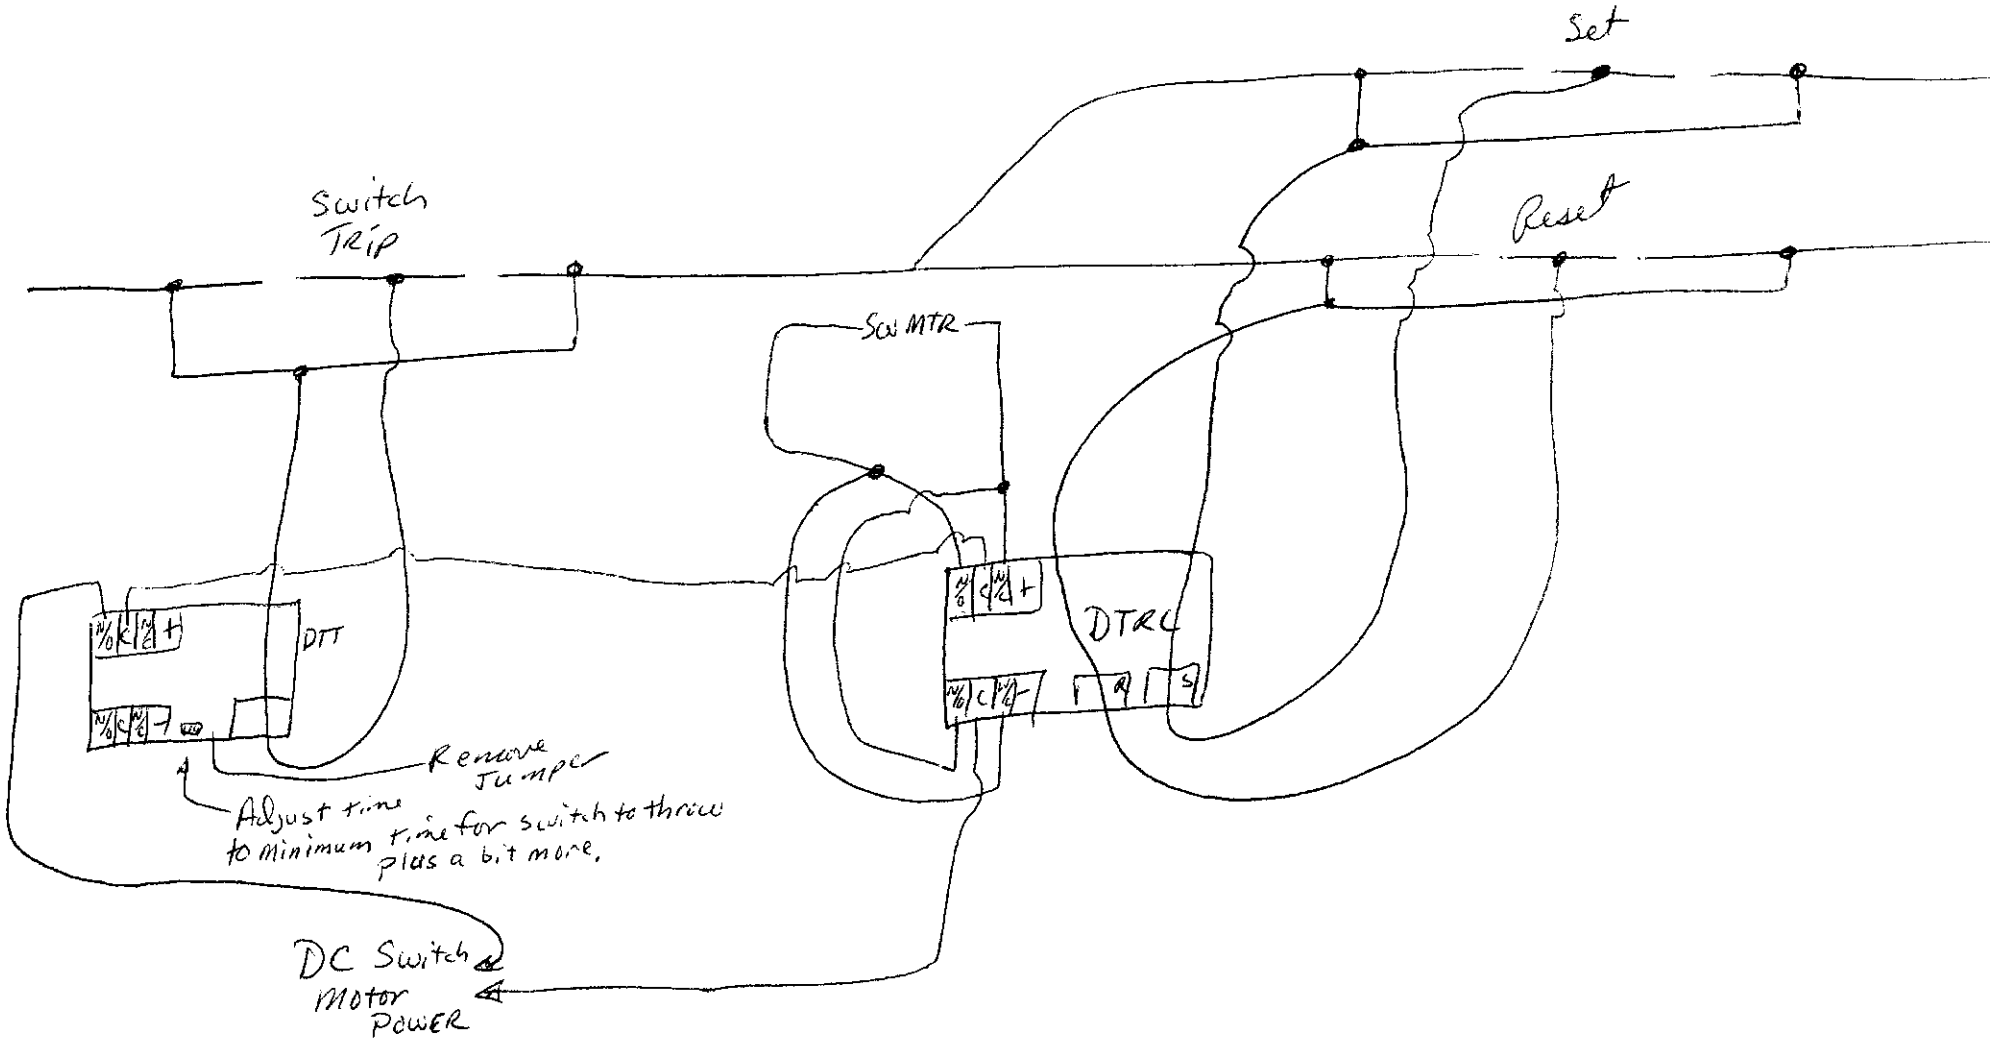 Set
Switch
Trip
Reset
SW MTR
N/O C N/C +
DTT
N/O C N/C -
N/O C N/C +
DTRC
N/O C N/C -
R
S
Remove
Jumper
Adjust time
to minimum time for switch to throw
plus a bit more.
DC Switch
Motor
POWER